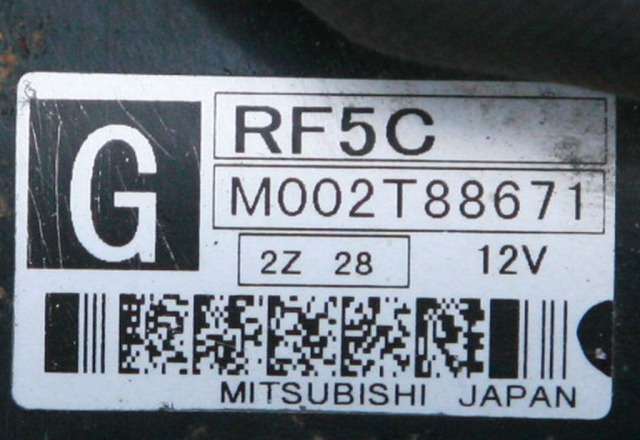 G
RF5C
M002T88671
2Z 28
12V
MITSUBISHI JAPAN